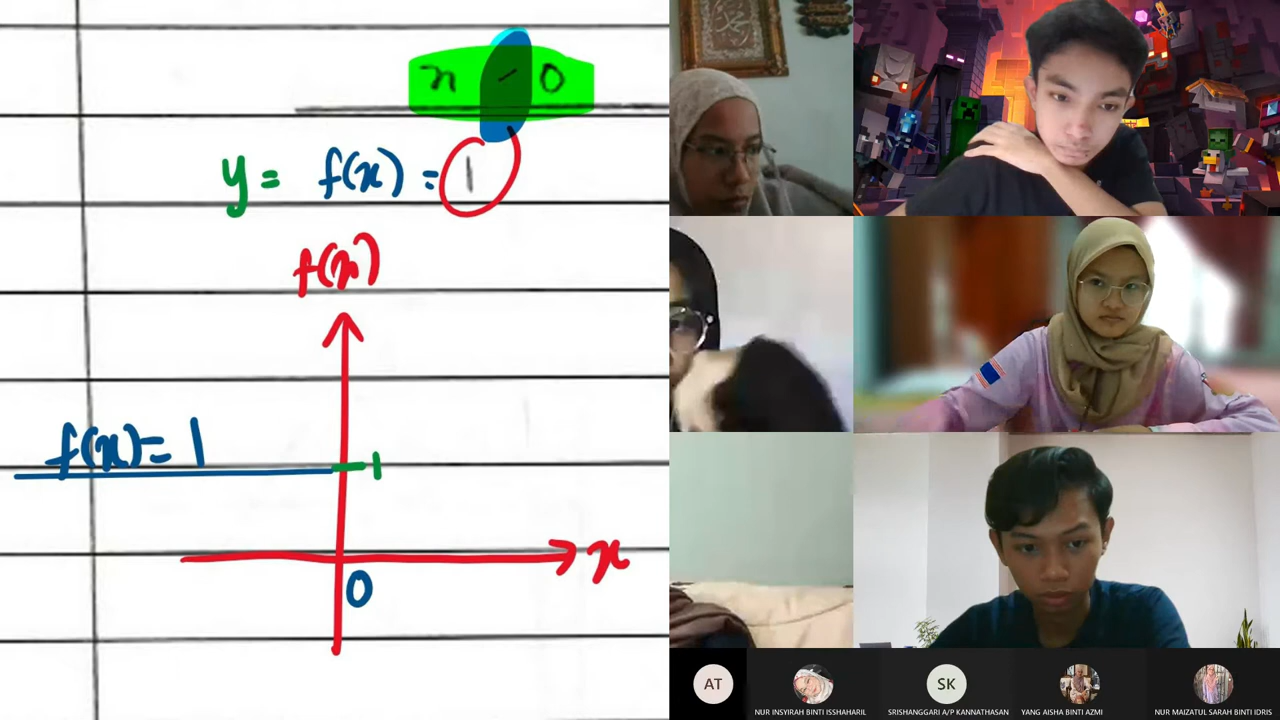 x - 0
y = f(x) = 1
f(x)
f(x) = 1
1
x
0
AT
SK
NUR INSYIRAH BINTI ISSHAHARIL
SRISHANGGARI A/P KANNATHASAN
YANG AISHA BINTI AZMI
NUR MAIZATUL SARAH BINTI IDRIS